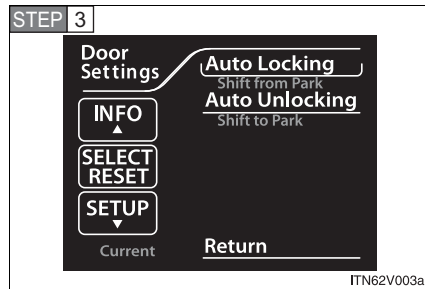 STEP 3
Door
Settings
INFO
SELECT
RESET
SETUP
Current
Auto Locking
Shift from Park
Auto Unlocking
Shift to Park
Return
ITN62V003a